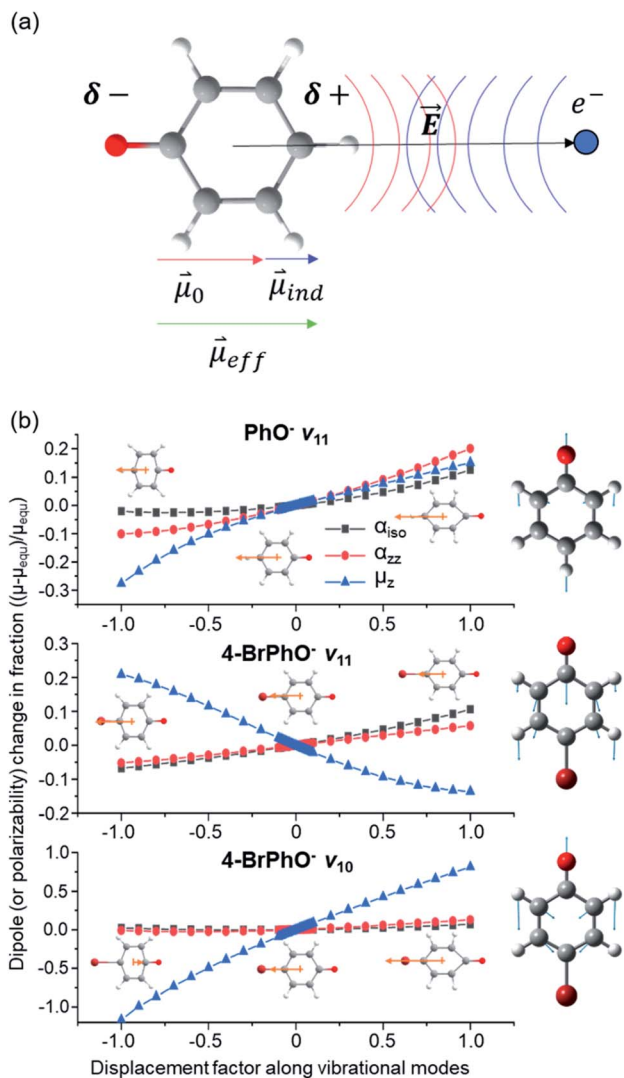 (a)
δ −
δ +
E⃗
e⁻
μ⃗₀
μ⃗ᵢₙd
μ⃗ₑff
(b)
Dipole (or polarizability) change in fraction ((μ-μequ)/μequ)
PhO⁻ ν₁₁
0.2
0.1
0.0
-0.1
-0.2
-0.3
αiso
αzz
μz
-1.0 -0.5 0 0.5 1.0
4-BrPhO⁻ ν₁₁
0.3
0.2
0.1
0.0
-0.1
-0.2
-1.0 -0.5 0 0.5 1.0
4-BrPhO⁻ ν₁₀
1.0
0.5
0.0
-0.5
-1.0
-1.0 -0.5 0 0.5 1.0
Displacement factor along vibrational modes